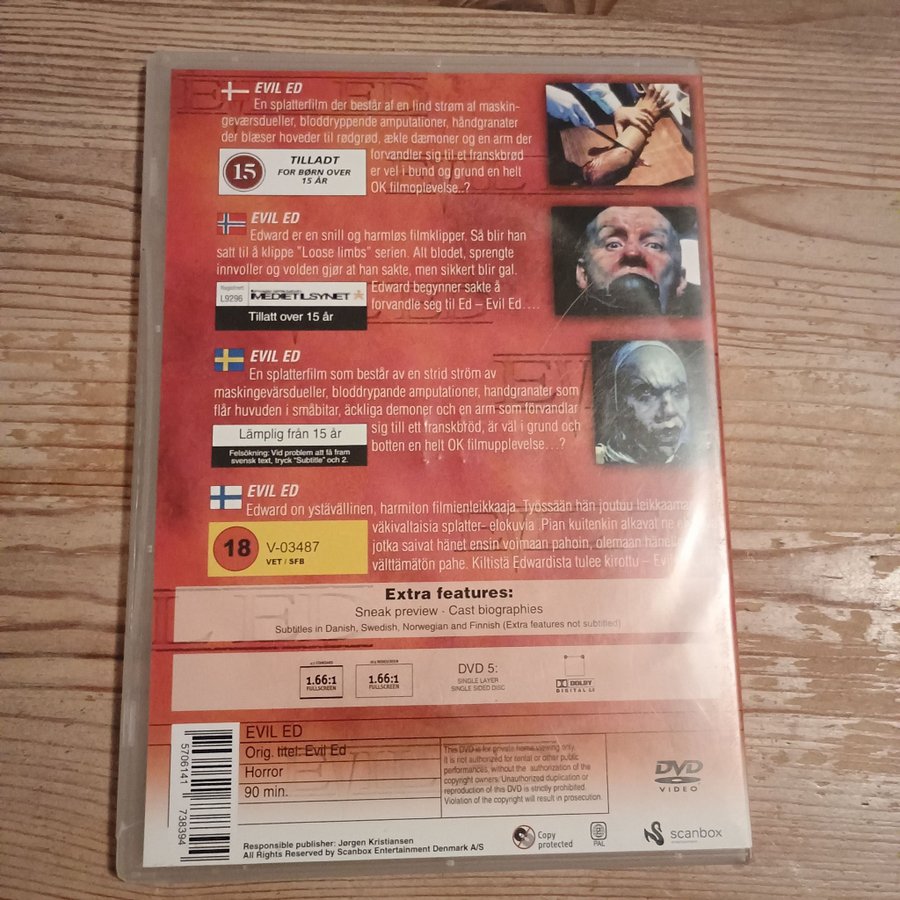 EVIL ED
En splatterfilm der består af en lind strøm af maskin-
geværsdueller, bloddryppende amputationer, håndgranater
der blæser hoveder til rødgrød, ækle dæmoner og en arm der
forvandler sig til et franskbrød
er vel i bund og grund en helt
OK filmoplevelse..?
15
TILLADT
FOR BØRN OVER
15 ÅR
EVIL ED
Edward er en snill og harmløs filmklipper. Så blir han
satt til å klippe "Loose limbs" serien. Alt blodet, sprengte
innvoller og volden gjør at han sakte, men sikkert blir gal.
Edward begynner sakte å
forvandle seg til Ed – Evil Ed….
Registrert
L9296
MEDIETILSYNET
Tillatt over 15 år
EVIL ED
En splatterfilm som består av en strid ström av
maskingevärsdueller, bloddrypande amputationer, handgranater som
flår huvuden i småbitar, äckliga demoner och en arm som förvandlar
sig till ett franskbröd, är väl i grund och
botten en helt OK filmupplevelse…?
Lämplig från 15 år
Felsökning: Vid problem att få fram
svensk text, tryck "Subtitle" och 2.
EVIL ED
Edward on ystävällinen, harmiton filmienleikkaaja. Työssään hän joutuu leikkaamaan
väkivaltaisia splatter- elokuvia .Pian kuitenkin alkavat ne
jotka saivat hänet ensin voimaan pahoin, olemaan
välttämätön pahe. Kiltistä Edwardista tulee kirottu –
18
V-03487
VET / SFB
Extra features:
Sneak preview · Cast biographies
Subtitles in Danish, Swedish, Norwegian and Finnish (Extra features not subtitled)
1.66:1
FULLSCREEN
1.66:1
FULLSCREEN
DVD 5:
SINGLE LAYER
SINGLE SIDED DISC
DOLBY
DIGITAL
EVIL ED
Orig. titel: Evil Ed
Horror
90 min.
This DVD is for private home viewing only.
It is not authorized for rental or other public
performances, without the authorization of the
copyright owners. Unauthorized duplication or
reproduction of this DVD is strictly prohibited.
Violation of the copyright will result in prosecution.
DVD
VIDEO
5706141 738394
Responsible publisher: Jørgen Kristiansen
All Rights Reserved by Scanbox Entertainment Denmark A/S
Copy
protected
PAL
scanbox